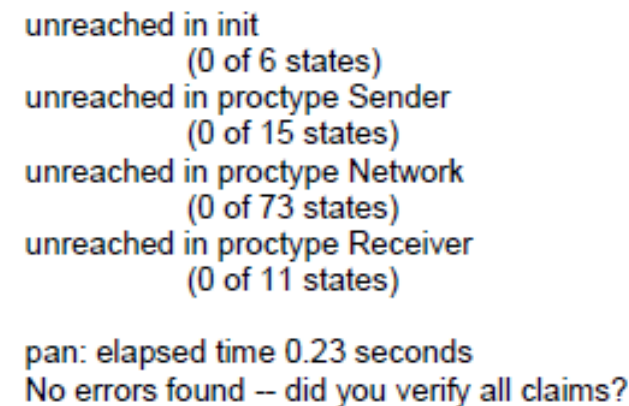 unreached in init
(0 of 6 states)
unreached in proctype Sender
(0 of 15 states)
unreached in proctype Network
(0 of 73 states)
unreached in proctype Receiver
(0 of 11 states)
pan: elapsed time 0.23 seconds
No errors found -- did you verify all claims?